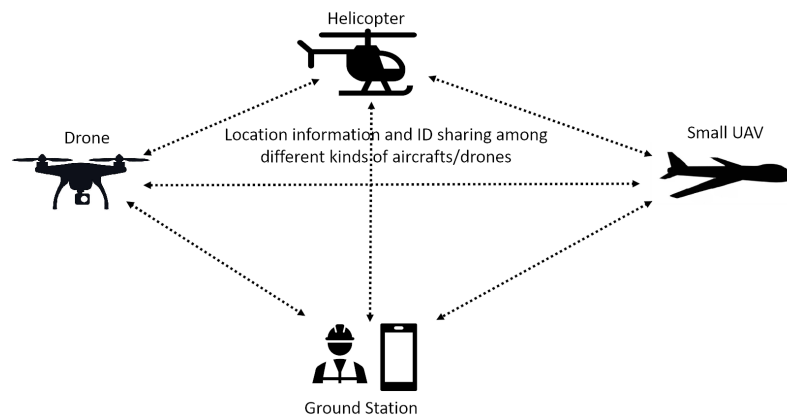 Helicopter
Drone
Location information and ID sharing among
different kinds of aircrafts/drones
Small UAV
Ground Station